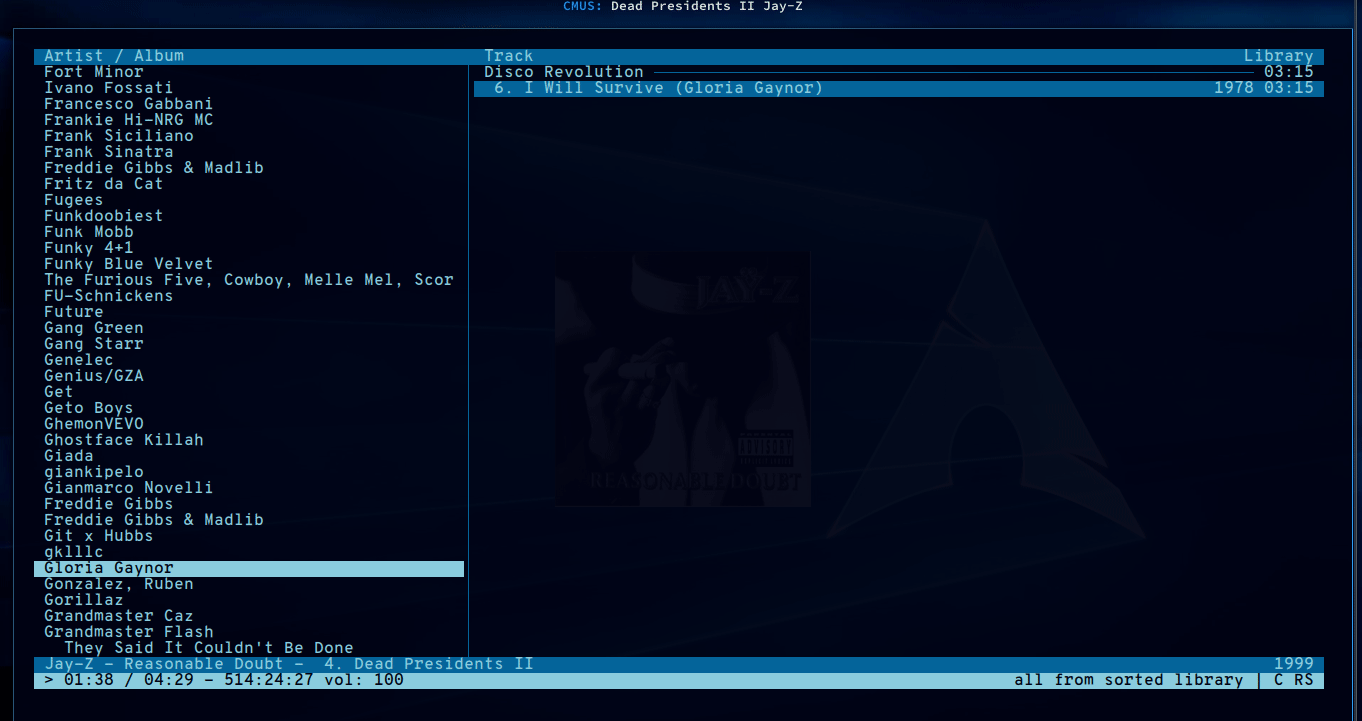 CMUS: Dead Presidents II Jay-Z
Artist / Album
Fort Minor
Ivano Fossati
Francesco Gabbani
Frankie Hi-NRG MC
Frank Siciliano
Frank Sinatra
Freddie Gibbs & Madlib
Fritz da Cat
Fugees
Funkdoobiest
Funk Mobb
Funky 4+1
Funky Blue Velvet
The Furious Five, Cowboy, Melle Mel, Scor
FU-Schnickens
Future
Gang Green
Gang Starr
Genelec
Genius/GZA
Get
Geto Boys
GhemonVEVO
Ghostface Killah
Giada
giankipelo
Gianmarco Novelli
Freddie Gibbs
Freddie Gibbs & Madlib
Git x Hubbs
gklllc
Gloria Gaynor
Gonzalez, Ruben
Gorillaz
Grandmaster Caz
Grandmaster Flash
They Said It Couldn't Be Done
Track Library
Disco Revolution 03:15
6. I Will Survive (Gloria Gaynor) 1978 03:15
JAY-Z
REASONABLE DOUBT
Jay-Z - Reasonable Doubt - 4. Dead Presidents II 1999
> 01:38 / 04:29 - 514:24:27 vol: 100 all from sorted library | C RS